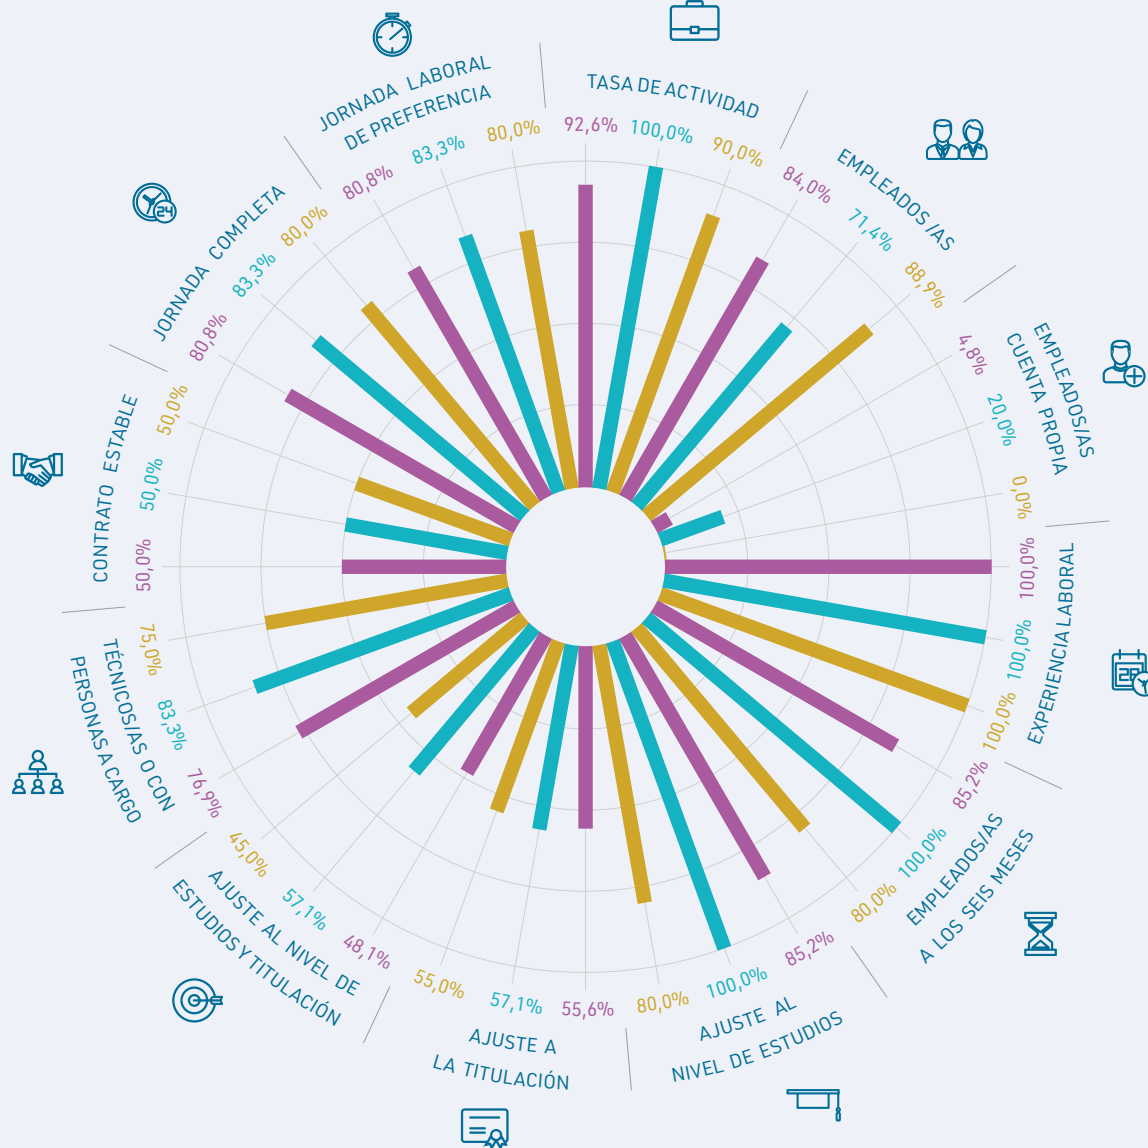 TASA DE ACTIVIDAD
92,6%
100,0%
90,0%
EMPLEADOS/AS
84,0%
71,4%
88,9%
EMPLEADOS/AS
CUENTA PROPIA
4,8%
20,0%
0,0%
EXPERIENCIA LABORAL
100,0%
100,0%
100,0%
EMPLEADOS/AS
A LOS SEIS MESES
85,2%
100,0%
80,0%
AJUSTE AL
NIVEL DE ESTUDIOS
85,2%
100,0%
80,0%
AJUSTE A
LA TITULACIÓN
55,6%
57,1%
55,0%
AJUSTE AL NIVEL DE
ESTUDIOS Y TITULACIÓN
48,1%
57,1%
45,0%
TÉCNICOS/AS O CON
PERSONAS A CARGO
76,9%
83,3%
75,0%
CONTRATO ESTABLE
50,0%
50,0%
50,0%
JORNADA COMPLETA
80,8%
83,3%
80,0%
24
JORNADA LABORAL
DE PREFERENCIA
80,8%
83,3%
80,0%